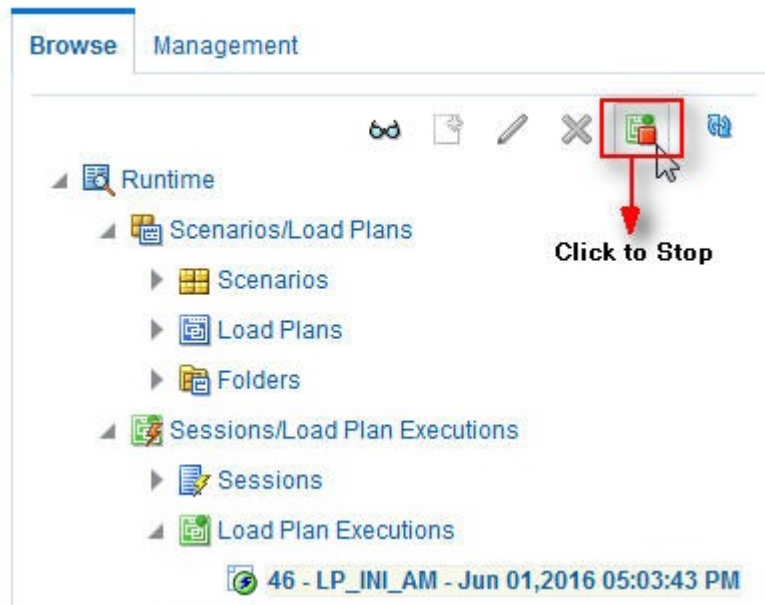 Browse Management
Runtime
Scenarios/Load Plans
Click to Stop
Scenarios
Load Plans
Folders
Sessions/Load Plan Executions
Sessions
Load Plan Executions
46 - LP_INI_AM - Jun 01,2016 05:03:43 PM